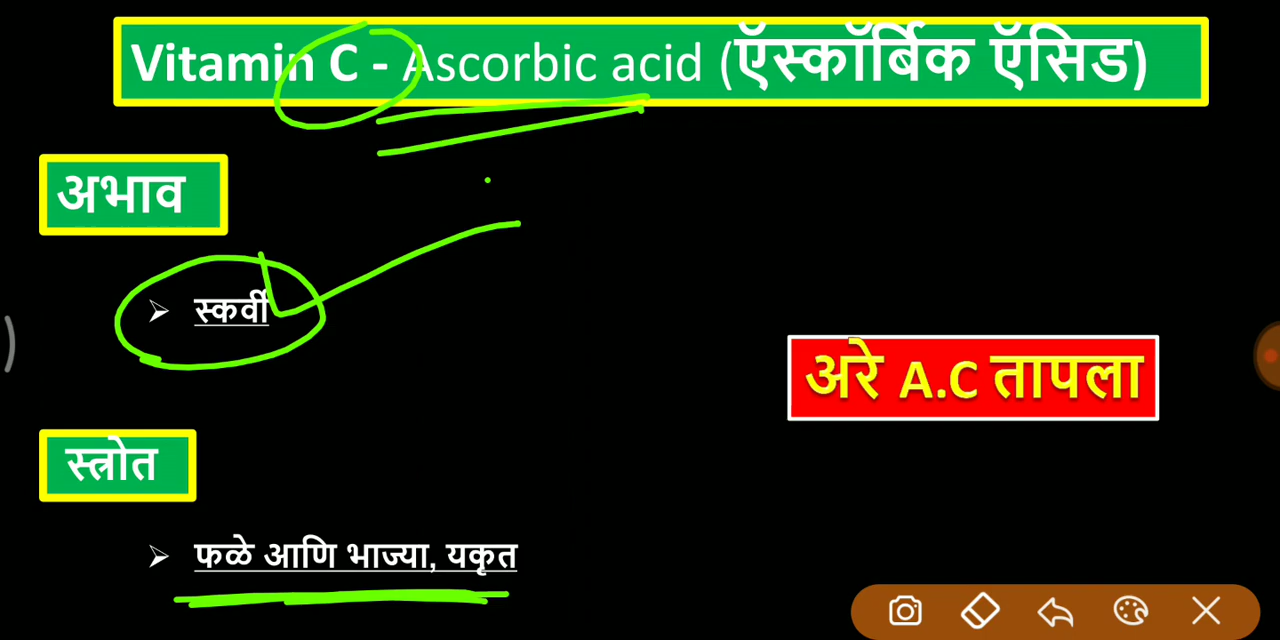 Vitamin C - Ascorbic acid (ऍस्कॉर्बिक ऍसिड)
अभाव
स्कर्वी
अरे A.C तापला
स्त्रोत
फळे आणि भाज्या, यकृत